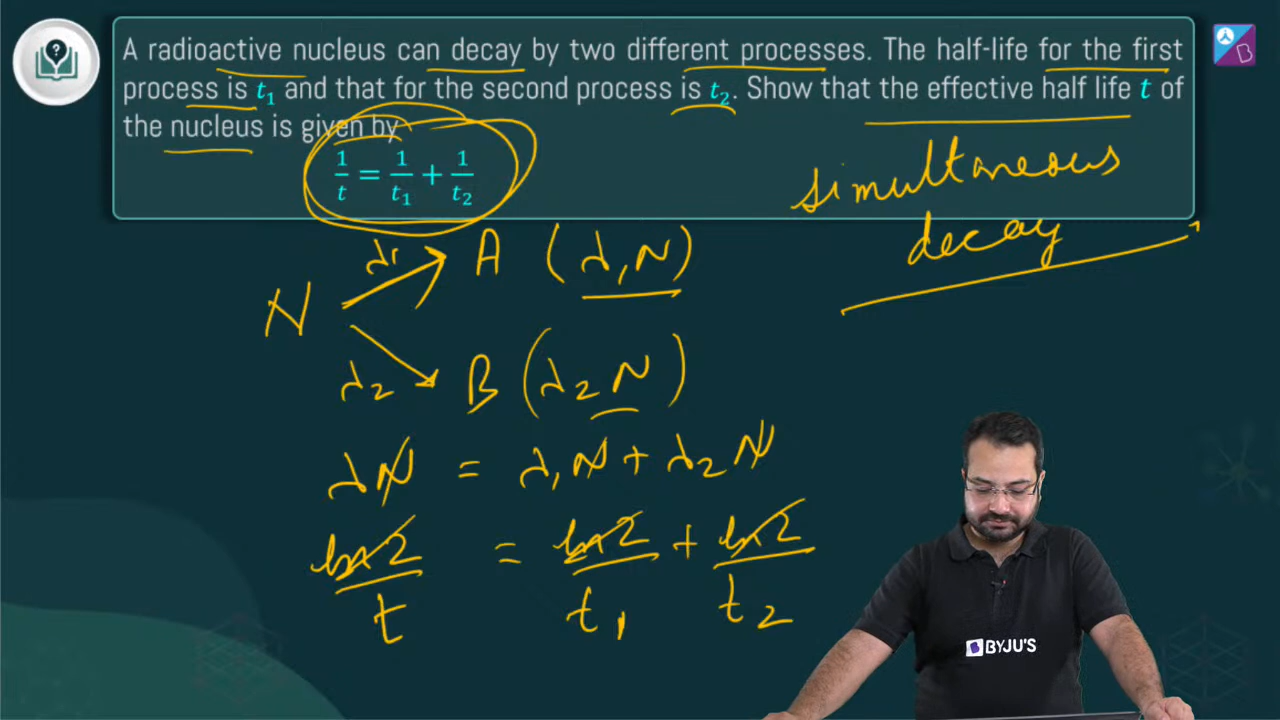 A radioactive nucleus can decay by two different processes. The half-life for the first
process is t₁ and that for the second process is t₂. Show that the effective half life t of
the nucleus is given by
1/t = 1/t₁ + 1/t₂
simultaneous
decay
N λ₁ A (λ₁N)
λ₂ B (λ₂N)
λN = λ₁N + λ₂N
ln2/t = ln2/t₁ + ln2/t₂
BYJU'S
B
?